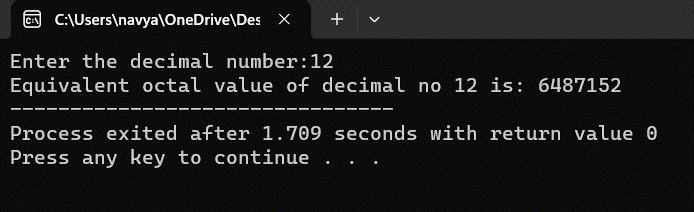 C:\Users\navya\OneDrive\Des
Enter the decimal number:12
Equivalent octal value of decimal no 12 is: 6487152
--------------------------------
Process exited after 1.709 seconds with return value 0
Press any key to continue . . .